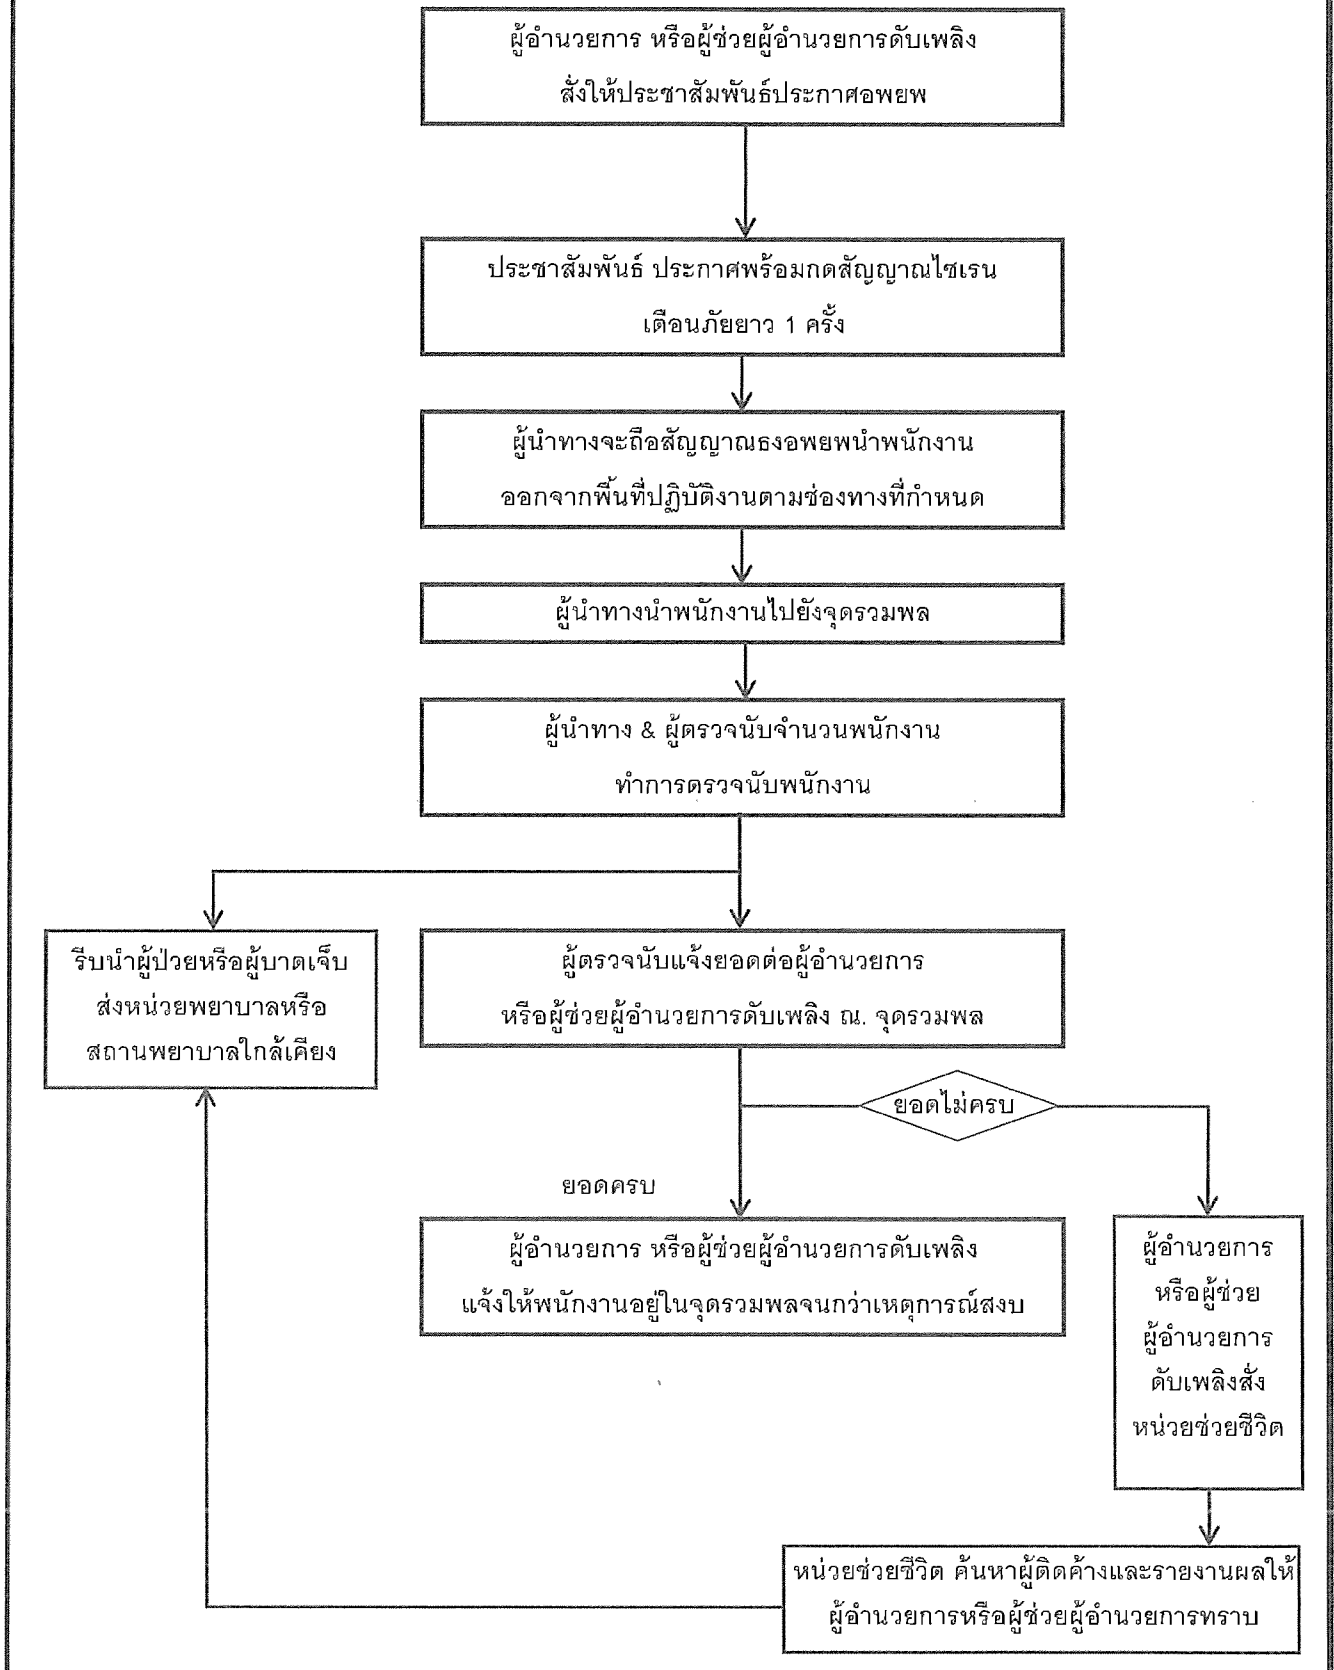 ผู้อำนวยการ หรือผู้ช่วยผู้อำนวยการดับเพลิง
สั่งให้ประชาสัมพันธ์ประกาศอพยพ
ประชาสัมพันธ์ ประกาศพร้อมกดสัญญาณไซเรน
เตือนภัยยาว 1 ครั้ง
ผู้นำทางจะถือสัญญาณธงอพยพนำพนักงาน
ออกจากพื้นที่ปฏิบัติงานตามช่องทางที่กำหนด
ผู้นำทางนำพนักงานไปยังจุดรวมพล
ผู้นำทาง & ผู้ตรวจนับจำนวนพนักงาน
ทำการตรวจนับพนักงาน
รีบนำผู้ป่วยหรือผู้บาดเจ็บ
ส่งหน่วยพยาบาลหรือ
สถานพยาบาลใกล้เคียง
ผู้ตรวจนับแจ้งยอดต่อผู้อำนวยการ
หรือผู้ช่วยผู้อำนวยการดับเพลิง ณ. จุดรวมพล
ยอดไม่ครบ
ยอดครบ
ผู้อำนวยการ หรือผู้ช่วยผู้อำนวยการดับเพลิง
แจ้งให้พนักงานอยู่ในจุดรวมพลจนกว่าเหตุการณ์สงบ
ผู้อำนวยการ
หรือผู้ช่วย
ผู้อำนวยการ
ดับเพลิงสั่ง
หน่วยช่วยชีวิต
หน่วยช่วยชีวิต ค้นหาผู้ติดค้างและรายงานผลให้
ผู้อำนวยการหรือผู้ช่วยผู้อำนวยการทราบ